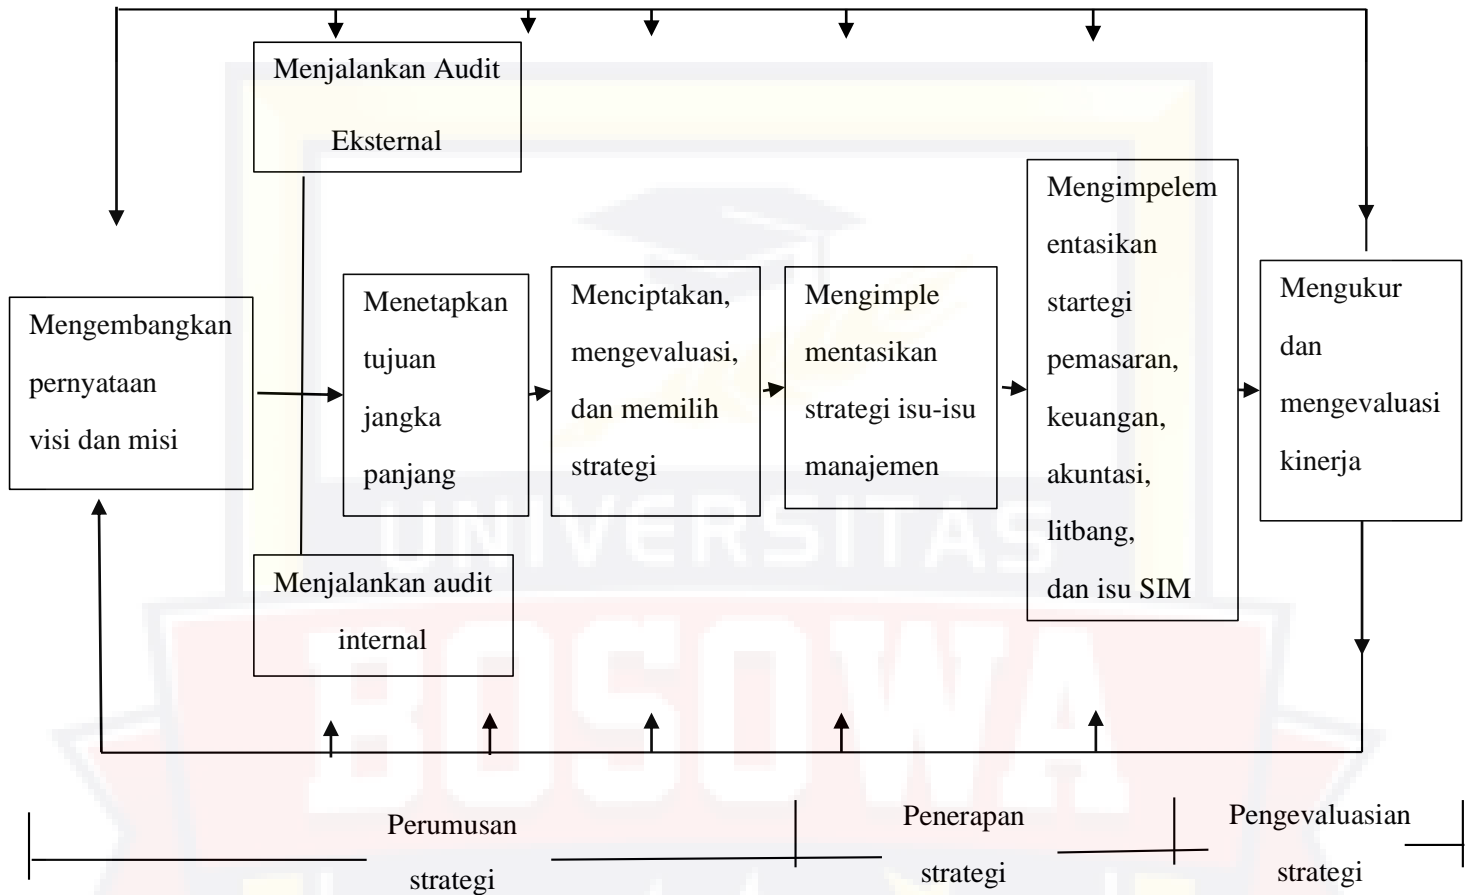 Menjalankan Audit
Eksternal
Mengembangkan
pernyataan
visi dan misi
Menetapkan
tujuan
jangka
panjang
Menciptakan,
mengevaluasi,
dan memilih
strategi
Mengimple
mentasikan
strategi isu-isu
manajemen
Mengimpelem
entasikan
startegi
pemasaran,
keuangan,
akuntasi,
litbang,
dan isu SIM
Mengukur
dan
mengevaluasi
kinerja
Menjalankan audit
internal
UNIVERSITAS
BOSOWA
Perumusan
strategi
Penerapan
strategi
Pengevaluasian
strategi